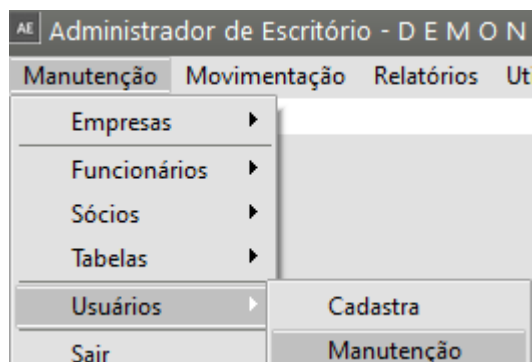 AE Administrador de Escritório - D E M O N
Manutenção Movimentação Relatórios Ut
Empresas
Funcionários
Sócios
Tabelas
Usuários
Cadastra
Manutenção
Sair